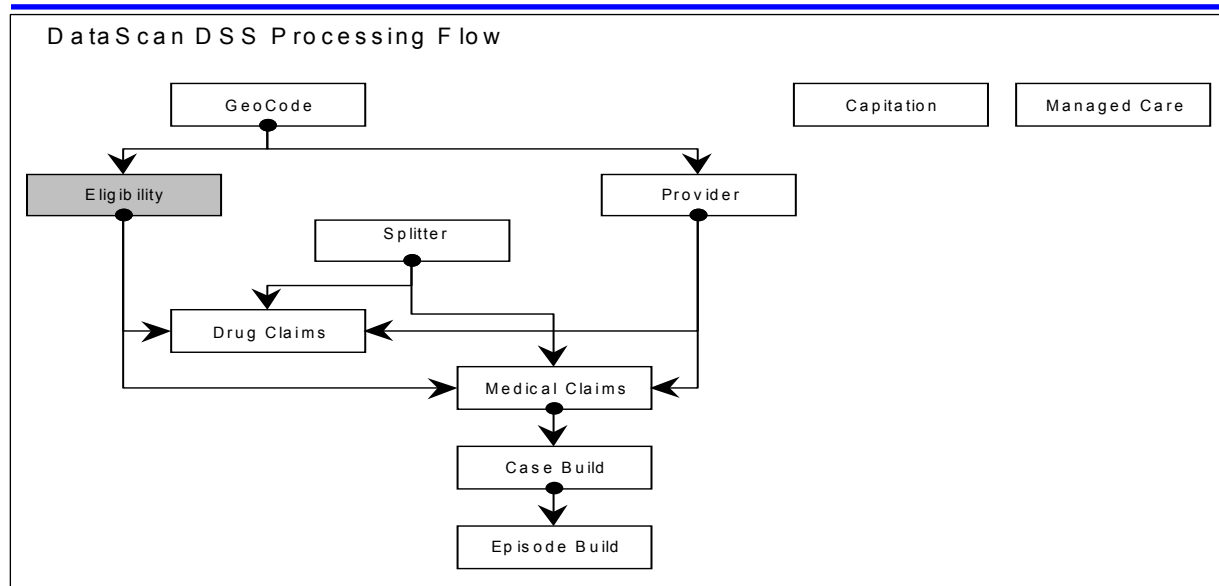 DataScan DSS Processing Flow
GeoCode
Capitation
Managed Care
Eligibility
Provider
Splitter
Drug Claims
Medical Claims
Case Build
Episode Build